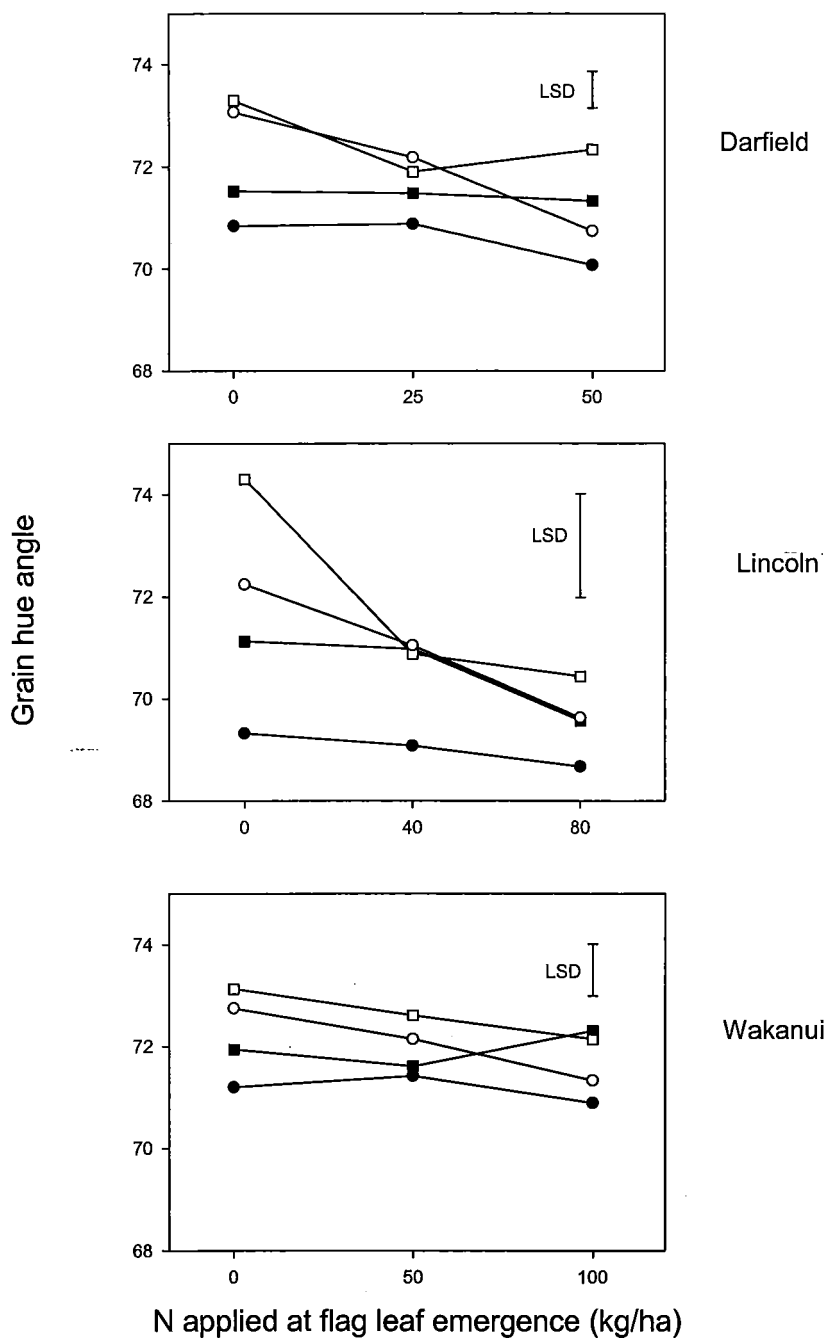 74
72
70
68
LSD
0
25
50
Darfield
74
72
70
68
LSD
0
40
80
Lincoln
Grain hue angle
74
72
70
68
LSD
0
50
100
Wakanui
N applied at flag leaf emergence (kg/ha)